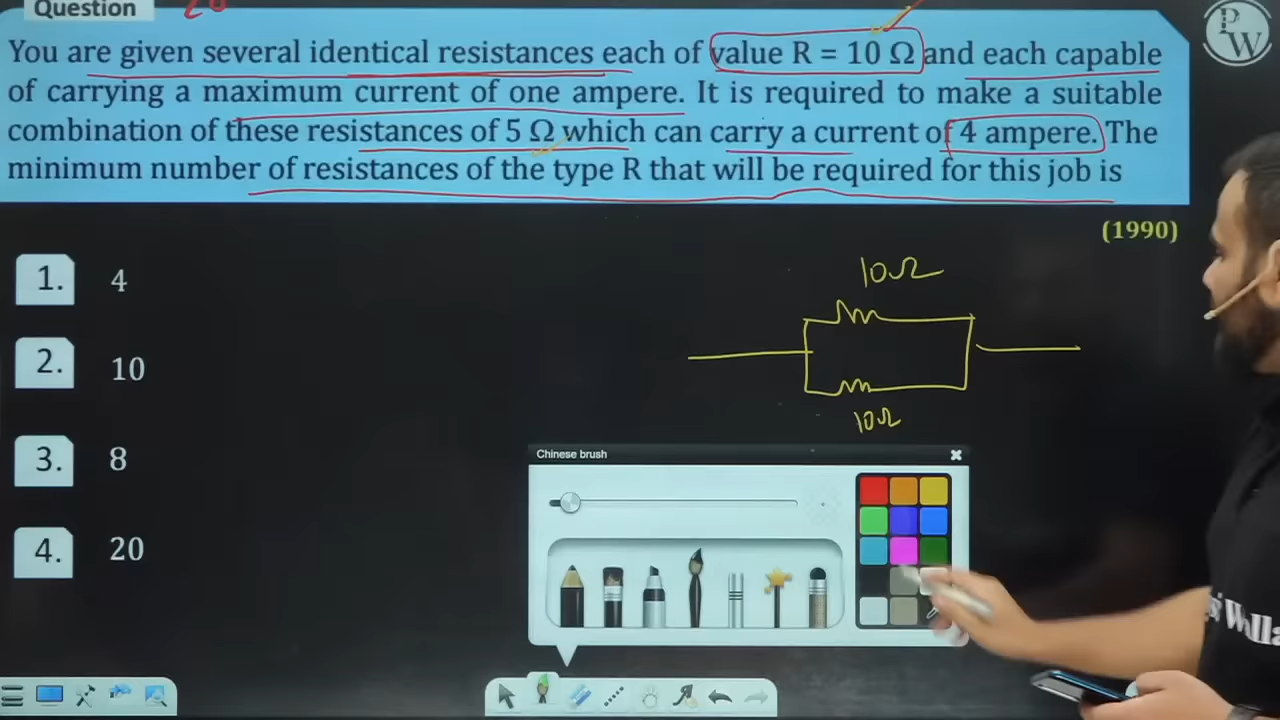 Question
You are given several identical resistances each of value R = 10 Ω and each capable
of carrying a maximum current of one ampere. It is required to make a suitable
combination of these resistances of 5 Ω which can carry a current of 4 ampere. The
minimum number of resistances of the type R that will be required for this job is
(1990)
1. 4
2. 10
3. 8
4. 20
10Ω
10Ω
Chinese brush
P
W